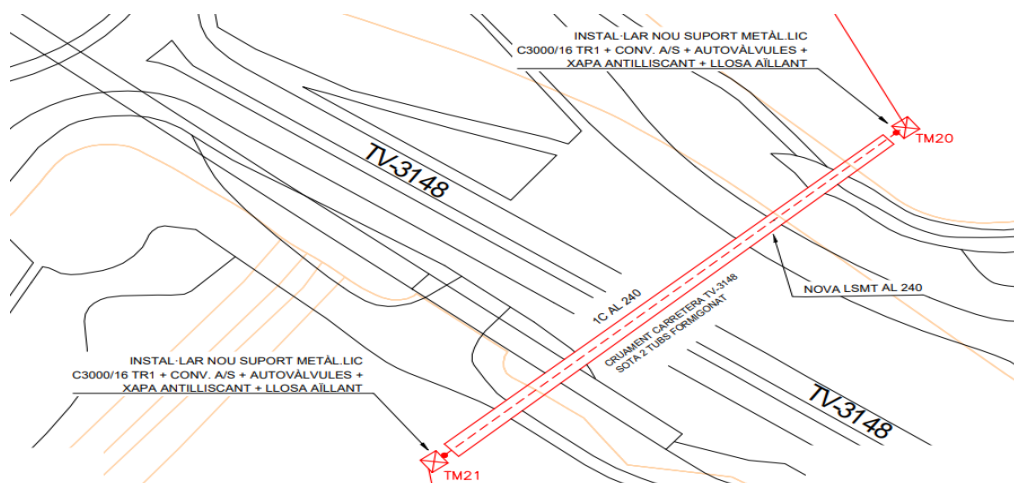 INSTAL·LAR NOU SUPORT METÀL.LIC
C3000/16 TR1 + CONV. A/S + AUTOVÀLVULES +
XAPA ANTILLISCANT + LLOSA AÏLLANT
TM20
TV-3148
NOVA LSMT AL 240
1C AL 240
CRUAMENT CARRETERA TV-3148
SOTA 2 TUBS FORMIGONAT
INSTAL·LAR NOU SUPORT METÀL.LIC
C3000/16 TR1 + CONV. A/S + AUTOVÀLVULES +
XAPA ANTILLISCANT + LLOSA AÏLLANT
TV-3148
TM21